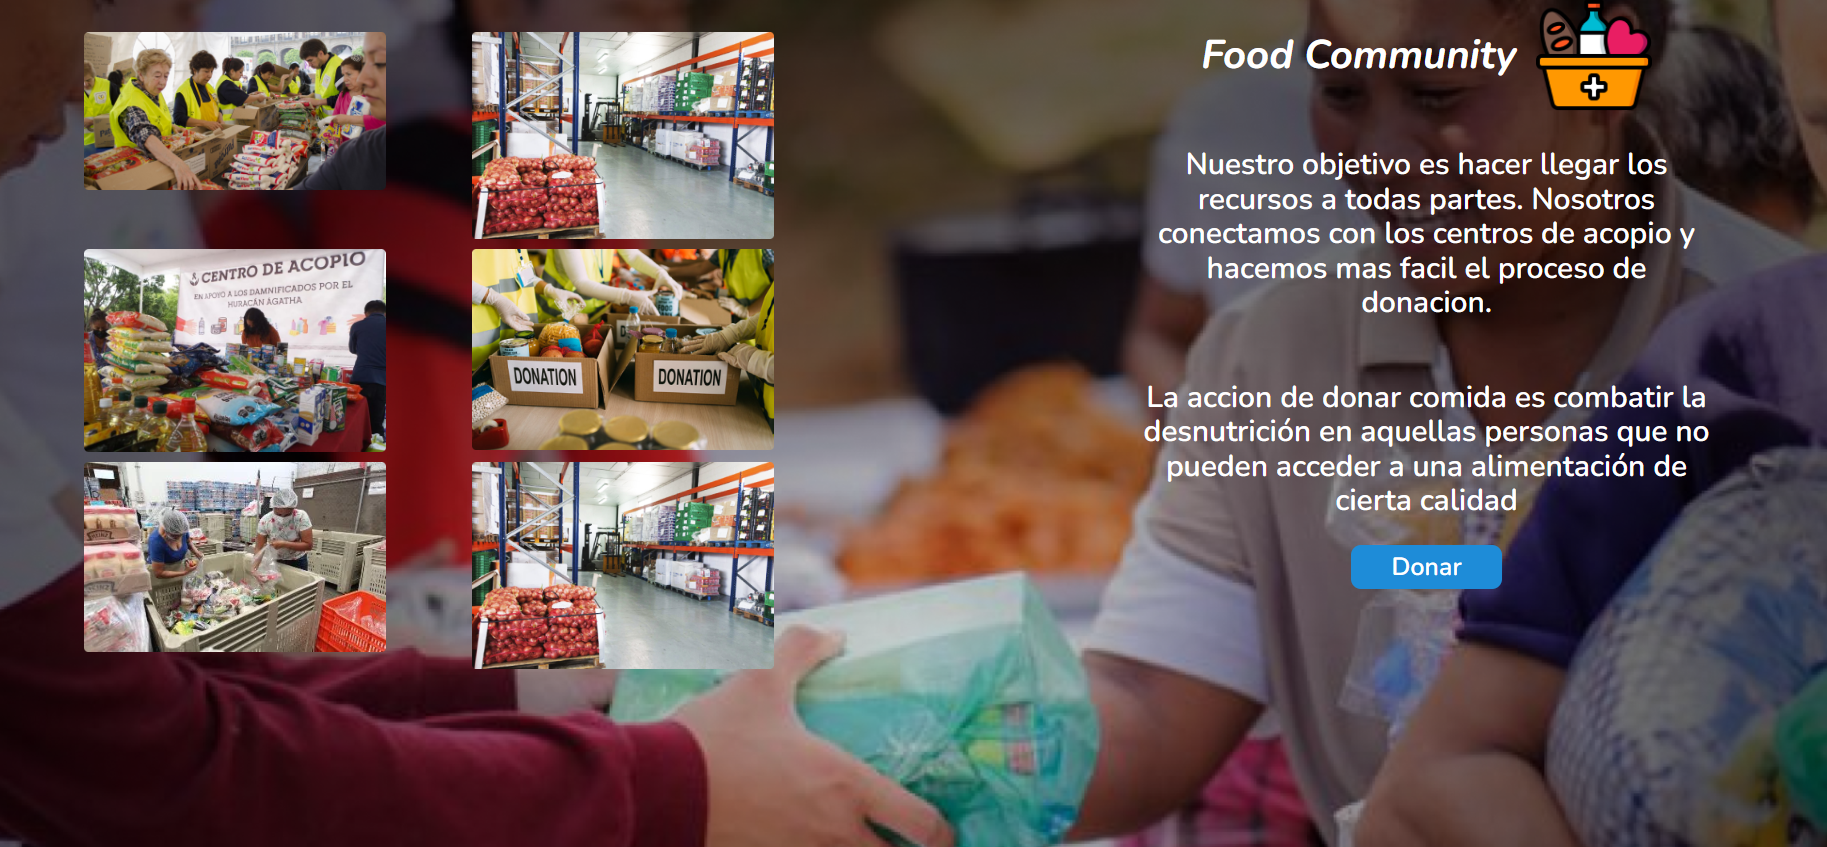 Food Community
Nuestro objetivo es hacer llegar los
recursos a todas partes. Nosotros
conectamos con los centros de acopio y
hacemos mas facil el proceso de
donacion.
La accion de donar comida es combatir la
desnutrición en aquellas personas que no
pueden acceder a una alimentación de
cierta calidad
Donar
CENTRO DE ACOPIO
EN APOYO A LOS DAMNIFICADOS POR EL
HURACÁN ÁGATHA
DONATION
DONATION